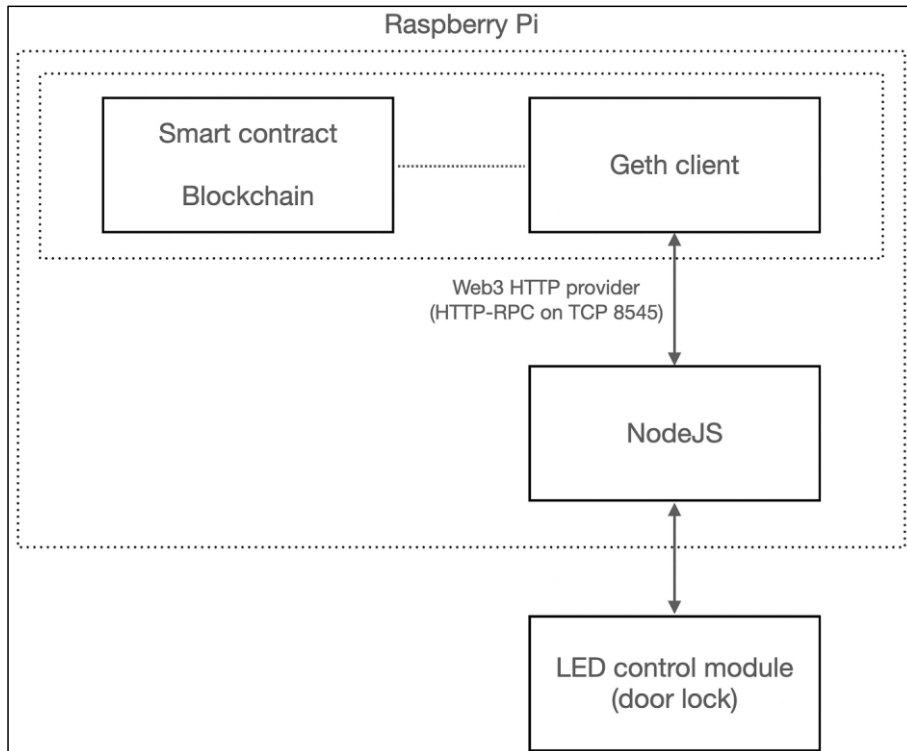 Raspberry Pi
Smart contract
Blockchain
Geth client
Web3 HTTP provider
(HTTP-RPC on TCP 8545)
NodeJS
LED control module
(door lock)